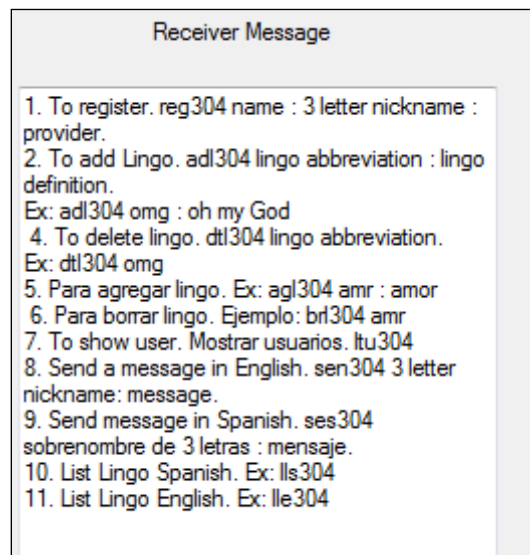 Receiver Message
1. To register. reg304 name : 3 letter nickname :
provider.
2. To add Lingo. adl304 lingo abbreviation : lingo
definition.
Ex: adl304 omg : oh my God
4. To delete lingo. dtl304 lingo abbreviation.
Ex: dtl304 omg
5. Para agregar lingo. Ex: agl304 amr : amor
6. Para borrar lingo. Ejemplo: brl304 amr
7. To show user. Mostrar usuarios. ltu304
8. Send a message in English. sen304 3 letter
nickname: message.
9. Send message in Spanish. ses304
sobrenombre de 3 letras : mensaje.
10. List Lingo Spanish. Ex: lls304
11. List Lingo English. Ex: lle304